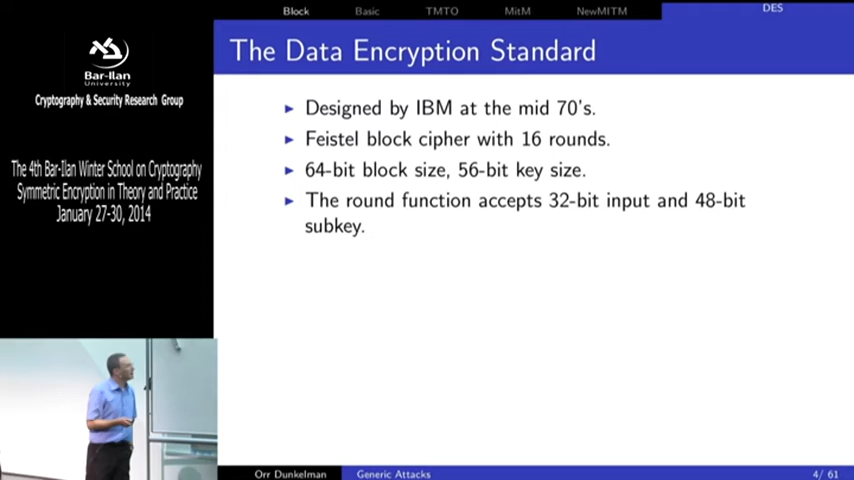 Block Basic TMTO MitM NewMITM DES
The Data Encryption Standard
Bar-Ilan
University
Cryptography & Security Research Group
The 4th Bar-Ilan Winter School on Cryptography
Symmetric Encryption in Theory and Practice
January 27-30, 2014
▶ Designed by IBM at the mid 70's.
▶ Feistel block cipher with 16 rounds.
▶ 64-bit block size, 56-bit key size.
▶ The round function accepts 32-bit input and 48-bit
subkey.
Orr Dunkelman Generic Attacks 4/ 61